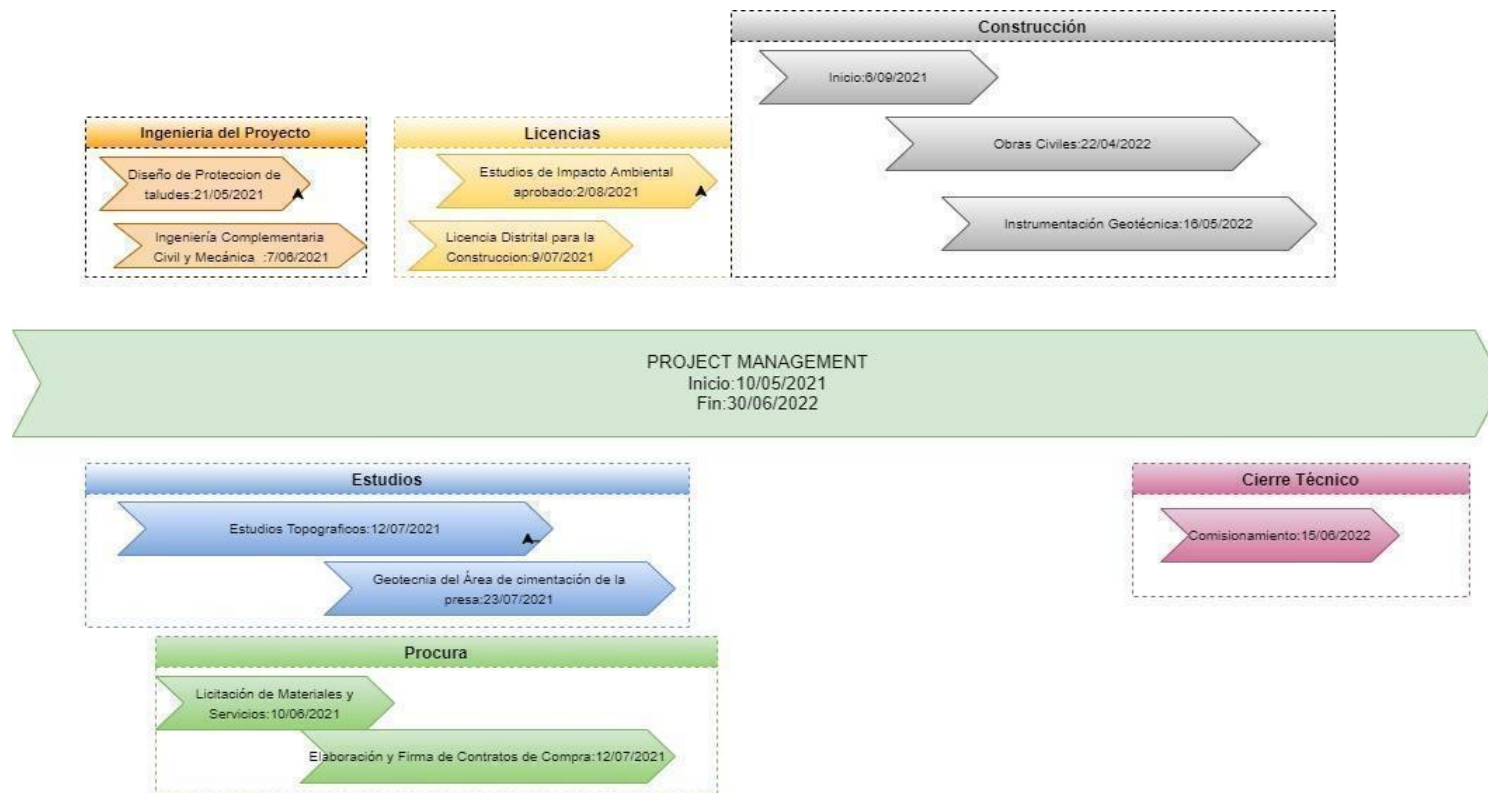 Construcción
Inicio:6/09/2021
Obras Civiles:22/04/2022
Instrumentación Geotécnica:16/05/2022
Ingenieria del Proyecto
Diseño de Proteccion de
taludes:21/05/2021
Ingeniería Complementaria
Civil y Mecánica :7/06/2021
Licencias
Estudios de Impacto Ambiental
aprobado:2/08/2021
Licencia Distrital para la
Construccion:9/07/2021
PROJECT MANAGEMENT
Inicio:10/05/2021
Fin:30/06/2022
Estudios
Estudios Topograficos:12/07/2021
Geotecnia del Área de cimentación de la
presa:23/07/2021
Cierre Técnico
Comisionamiento:15/06/2022
Procura
Licitación de Materiales y
Servicios:10/06/2021
Elaboración y Firma de Contratos de Compra:12/07/2021